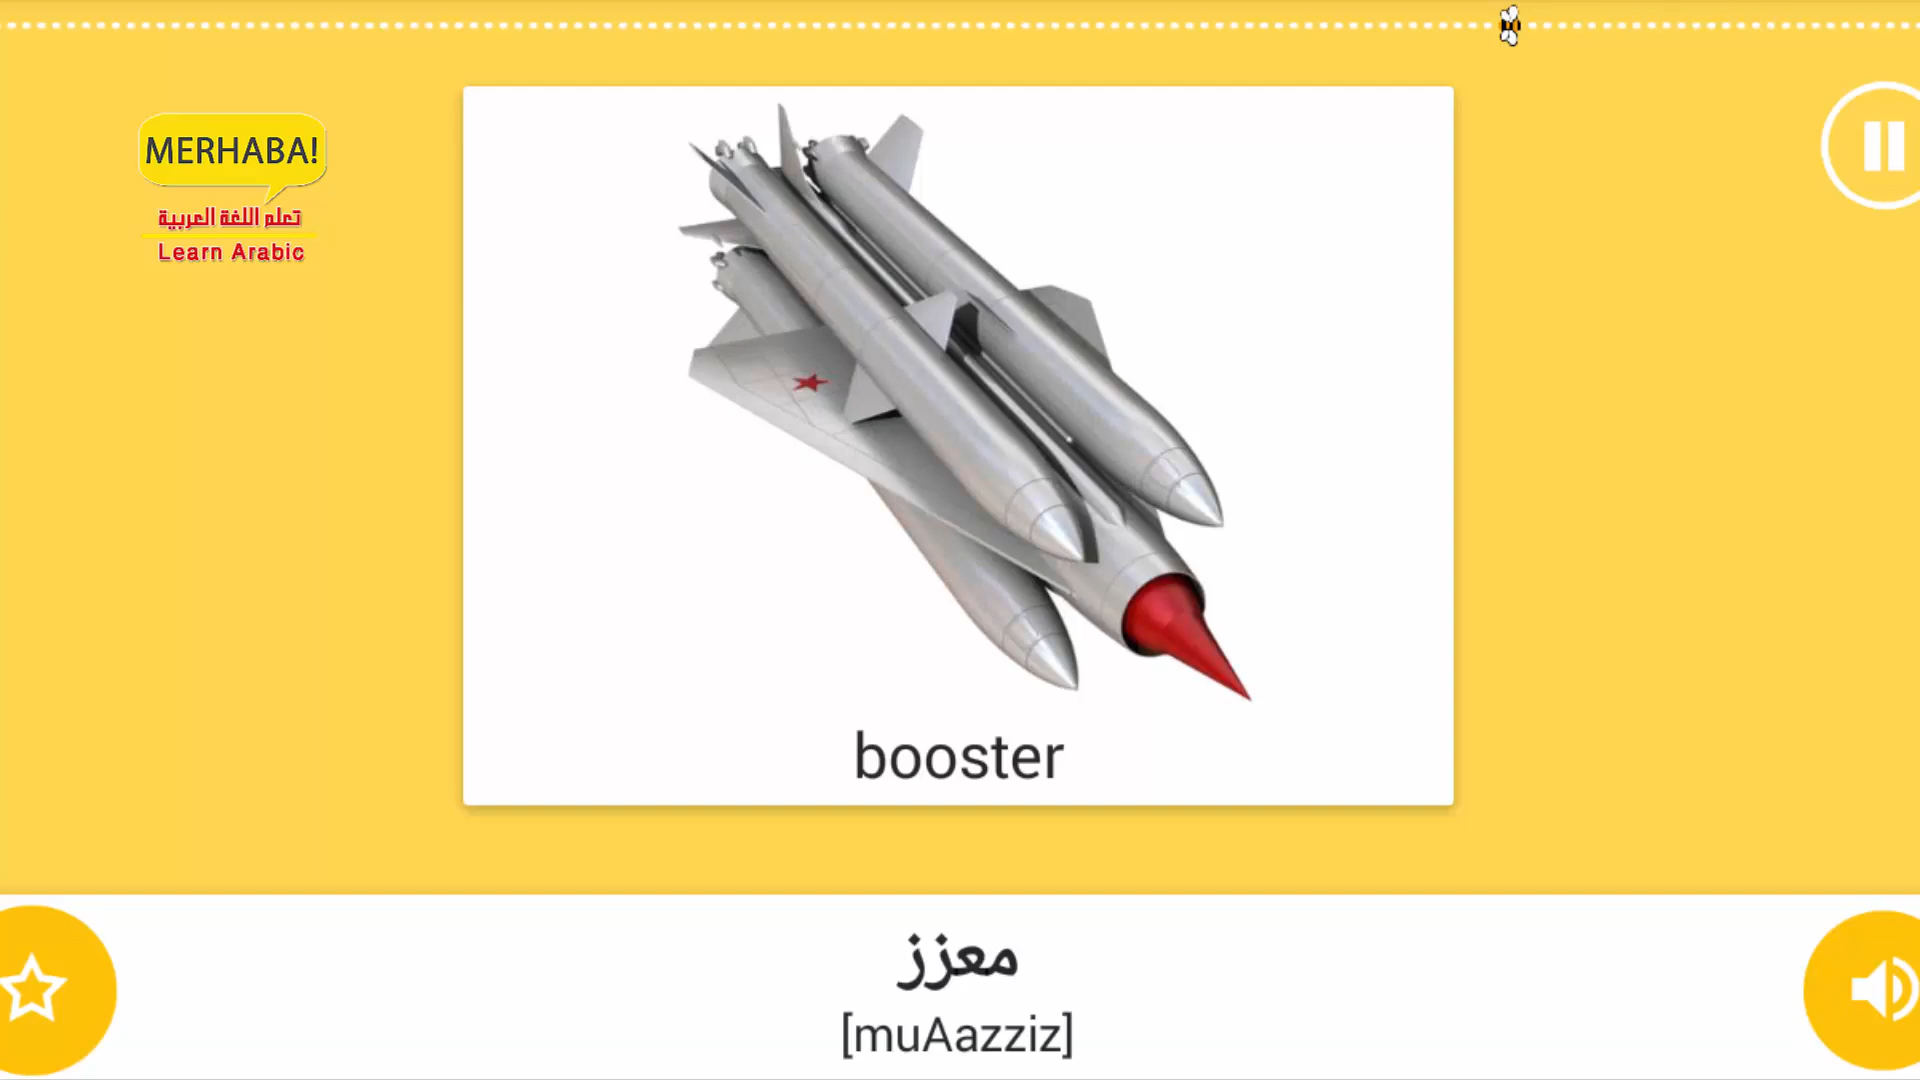 MERHABA!
تعلم اللغة العربية
Learn Arabic
booster
معزز
[muAazziz]